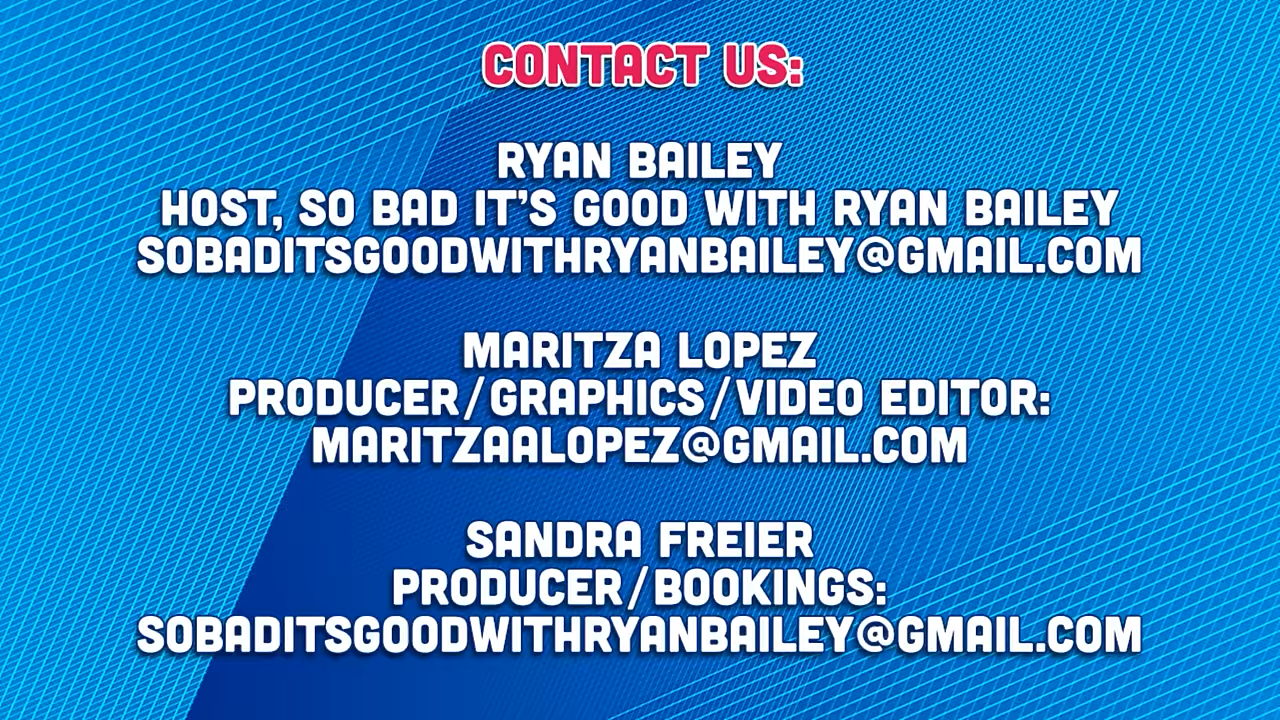 CONTACT US:
RYAN BAILEY
HOST, SO BAD IT'S GOOD WITH RYAN BAILEY
SOBADITSGOODWITHRYANBAILEY@GMAIL.COM
MARITZA LOPEZ
PRODUCER/GRAPHICS/VIDEO EDITOR:
MARITZAALOPEZ@GMAIL.COM
SANDRA FREIER
PRODUCER/BOOKINGS:
SOBADITSGOODWITHRYANBAILEY@GMAIL.COM